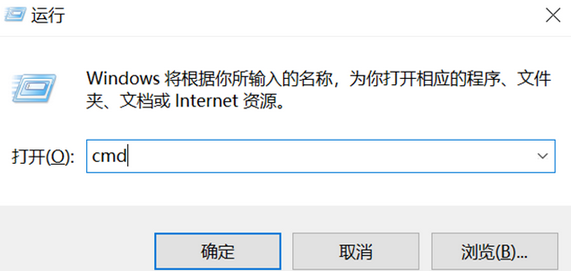 运行
Windows 将根据你所输入的名称，为你打开相应的程序、文件
夹、文档或 Internet 资源。
打开(O): cmd
确定 取消 浏览(B)...